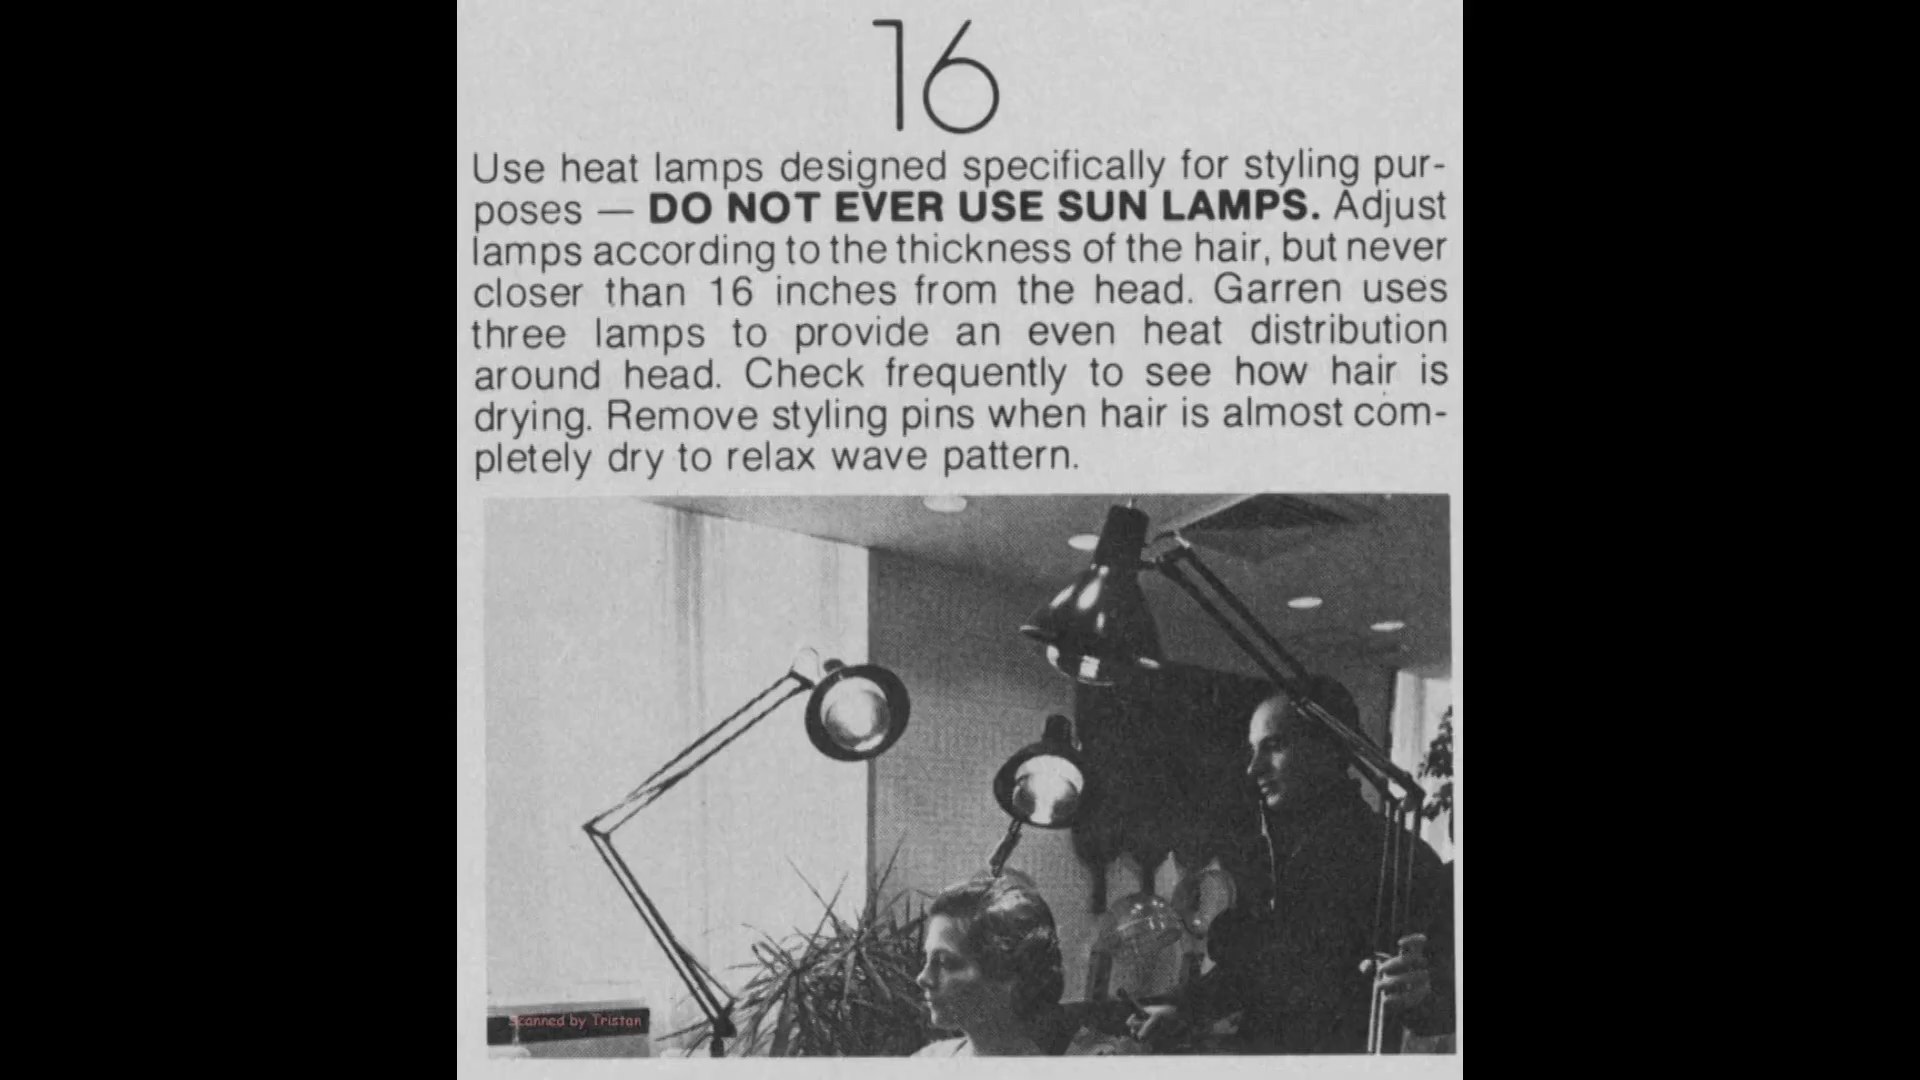 16
Use heat lamps designed specifically for styling pur-
poses — DO NOT EVER USE SUN LAMPS. Adjust
lamps according to the thickness of the hair, but never
closer than 16 inches from the head. Garren uses
three lamps to provide an even heat distribution
around head. Check frequently to see how hair is
drying. Remove styling pins when hair is almost com-
pletely dry to relax wave pattern.
Scanned by Tristan